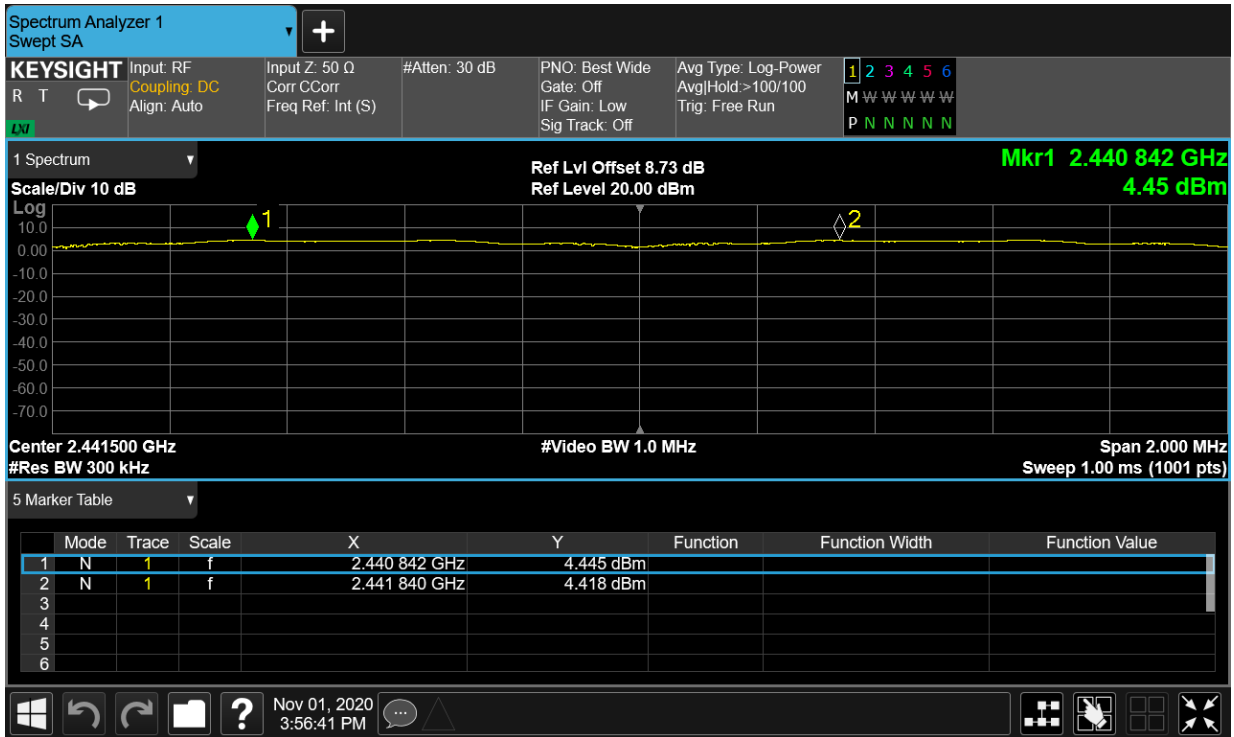 Spectrum Analyzer 1
Swept SA
KEYSIGHT Input: RF Input Z: 50 Ω #Atten: 30 dB PNO: Best Wide Avg Type: Log-Power 1 2 3 4 5 6
R T Coupling: DC Corr CCorr Gate: Off Avg|Hold:>100/100 M W W W W W
Align: Auto Freq Ref: Int (S) IF Gain: Low Trig: Free Run
LXI Sig Track: Off P N N N N N N
1 Spectrum Ref Lvl Offset 8.73 dB Mkr1 2.440 842 GHz
Scale/Div 10 dB Ref Level 20.00 dBm 4.45 dBm
Log
1 2
10.0
0.00
-10.0
-20.0
-30.0
-40.0
-50.0
-60.0
-70.0
Center 2.441500 GHz #Video BW 1.0 MHz Span 2.000 MHz
#Res BW 300 kHz Sweep 1.00 ms (1001 pts)
5 Marker Table
Mode Trace Scale X Y Function Function Width Function Value
1 N 1 f 2.440 842 GHz 4.445 dBm
2 N 1 f 2.441 840 GHz 4.418 dBm
3
4
5
6
? Nov 01, 2020
3:56:41 PM